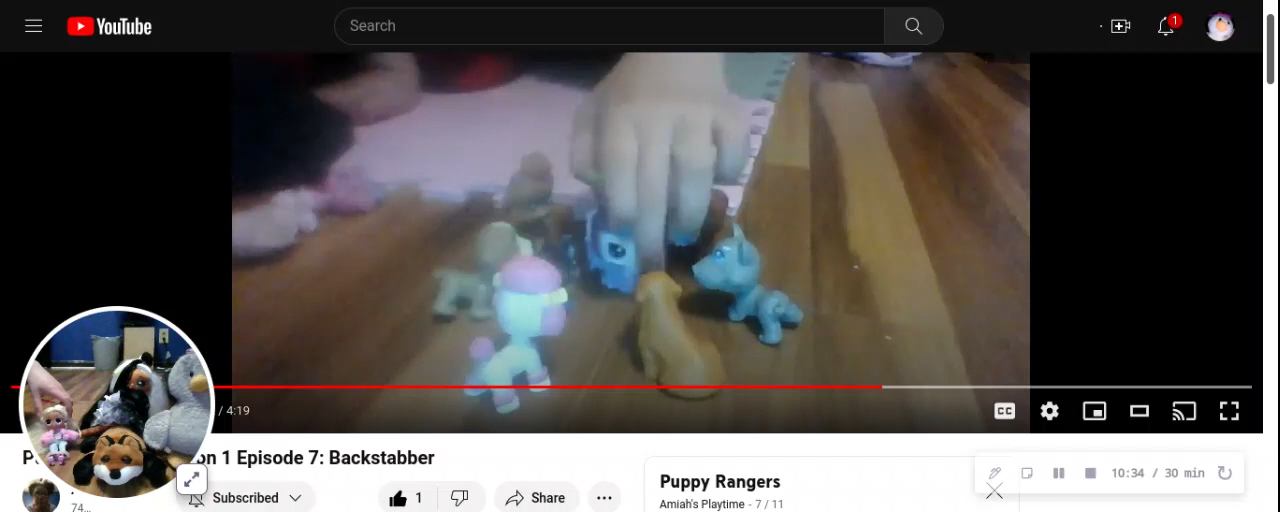 YouTube
Search
1
/ 4:19
CC
on 1 Episode 7: Backstabber
Subscribed
1
Share
74...
Puppy Rangers
Amiah's Playtime - 7 / 11
10:34 / 30 min